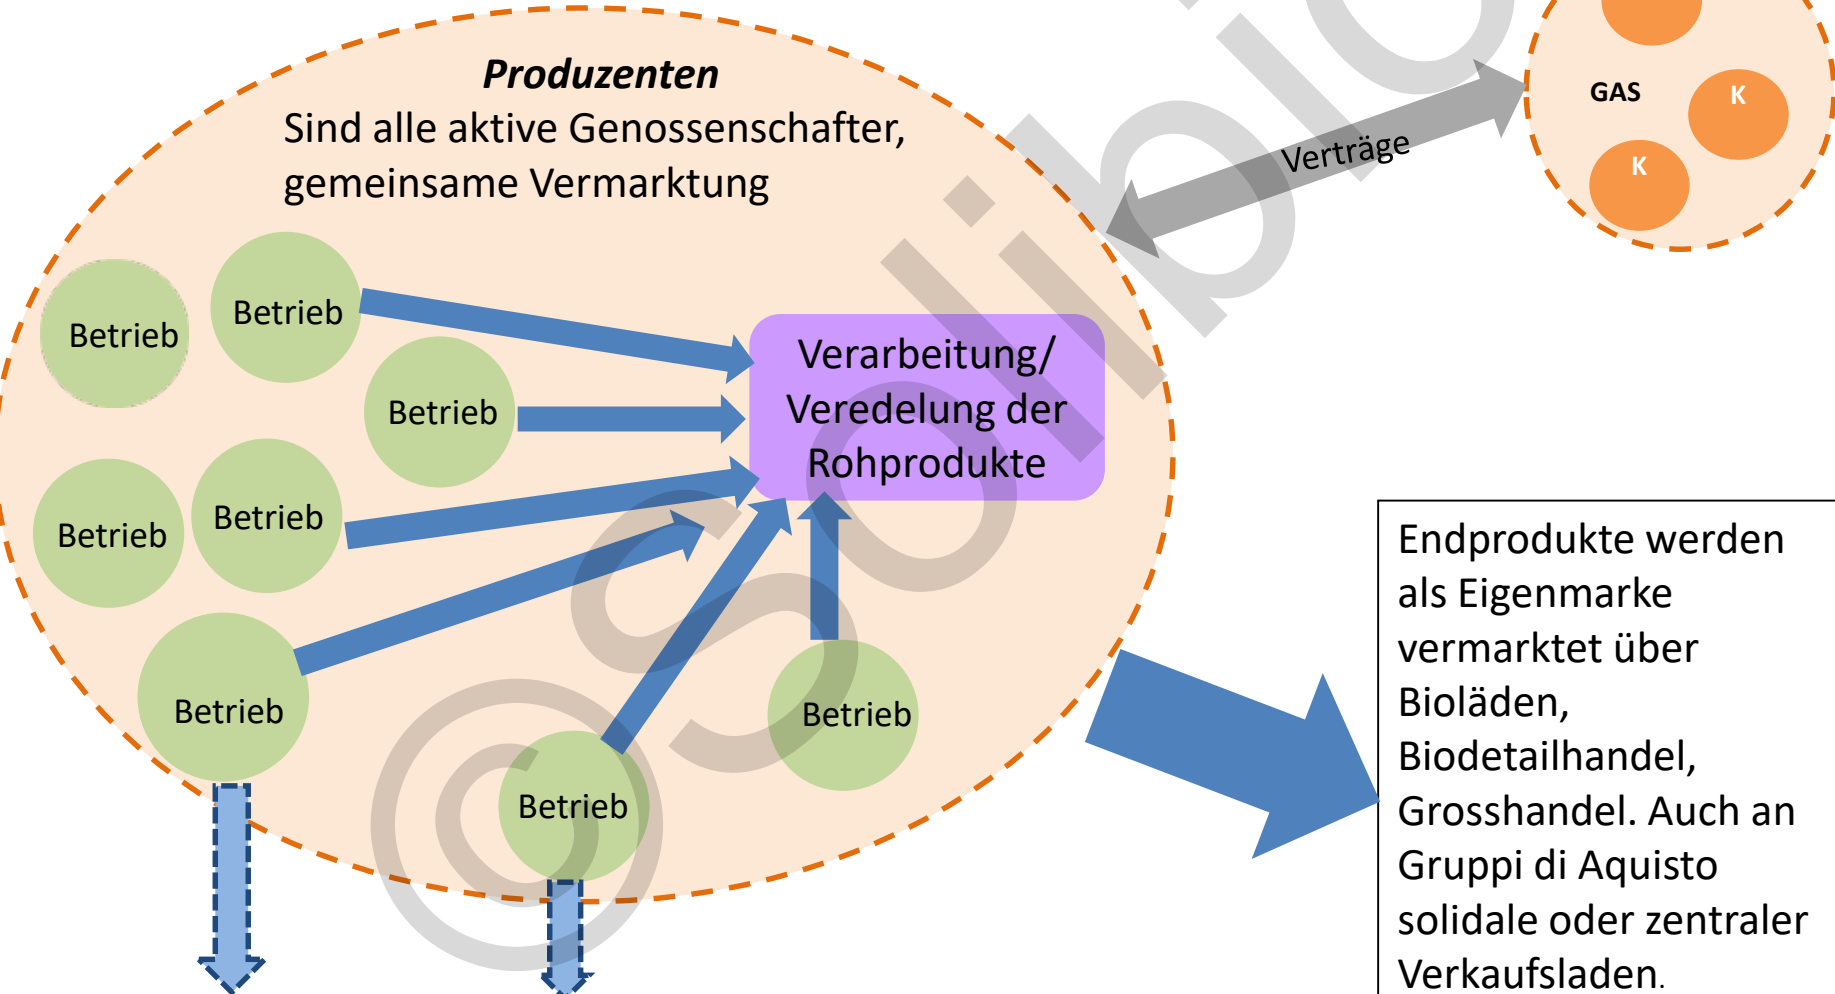 Produzenten
Sind alle aktive Genossenschafter,
gemeinsame Vermarktung
GAS
K
K
Verträge
Betrieb
Betrieb
Betrieb
Betrieb
Betrieb
Betrieb
Betrieb
Betrieb
Verarbeitung/
Veredelung der
Rohprodukte
Endprodukte werden
als Eigenmarke
vermarktet über
Bioläden,
Biodetailhandel,
Grosshandel. Auch an
Gruppi di Aquisto
solidale oder zentraler
Verkaufsladen.
© Solibio